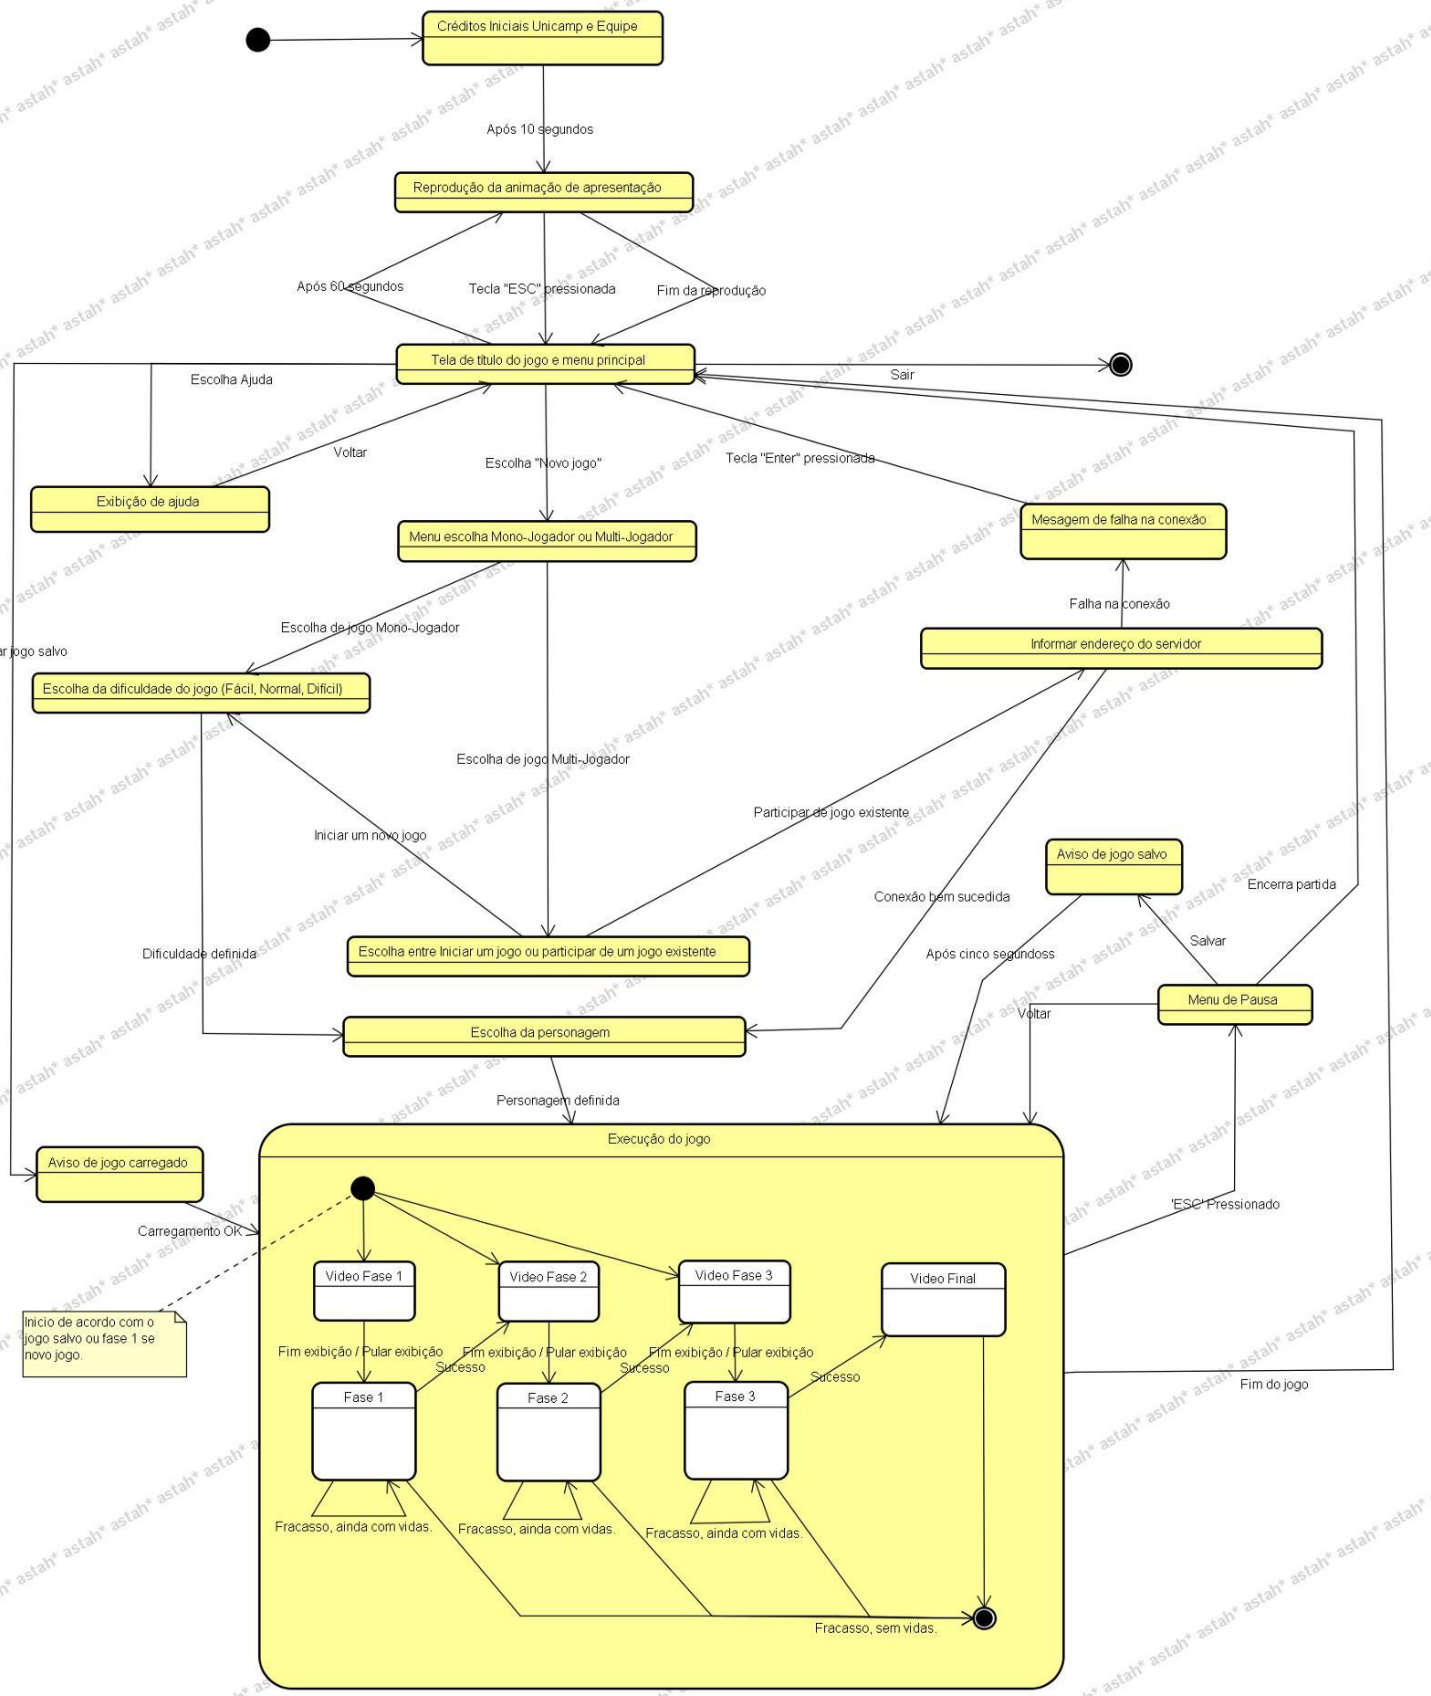 Créditos Iniciais Unicamp e Equipe
Após 10 segundos
Reprodução da animação de apresentação
Após 60 segundos
Tecla "ESC" pressionada
Fim da reprodução
Tela de título do jogo e menu principal
Escolha Ajuda
Sair
Voltar
Escolha "Novo jogo"
Tecla "Enter" pressionada
Exibição de ajuda
Mesagem de falha na conexão
Menu escolha Mono-Jogador ou Multi-Jogador
Falha na conexão
Escolha de jogo Mono-Jogador
Informar endereço do servidor
jogo salvo
Escolha da dificuldade do jogo (Fácil, Normal, Difícil)
Escolha de jogo Multi-Jogador
Participar de jogo existente
Iniciar um novo jogo
Aviso de jogo salvo
Encerra partida
Conexão bem sucedida
Salvar
Dificuldade definida
Escolha entre Iniciar um jogo ou participar de um jogo existente
Após cinco segundoss
Menu de Pausa
Voltar
Escolha da personagem
Personagem definida
Execução do jogo
Aviso de jogo carregado
Carregamento OK
'ESC' Pressionado
Video Fase 1
Video Fase 2
Video Fase 3
Video Final
Inicio de acordo com o
jogo salvo ou fase 1 se
novo jogo.
Fim exibição / Pular exibição
Fim exibição / Pular exibição
Fim exibição / Pular exibição
Sucesso
Sucesso
Sucesso
Fim do jogo
Fase 1
Fase 2
Fase 3
Fracasso, ainda com vidas.
Fracasso, ainda com vidas.
Fracasso, ainda com vidas.
Fracasso, sem vidas.
astah* astah* astah* astah* astah* astah*